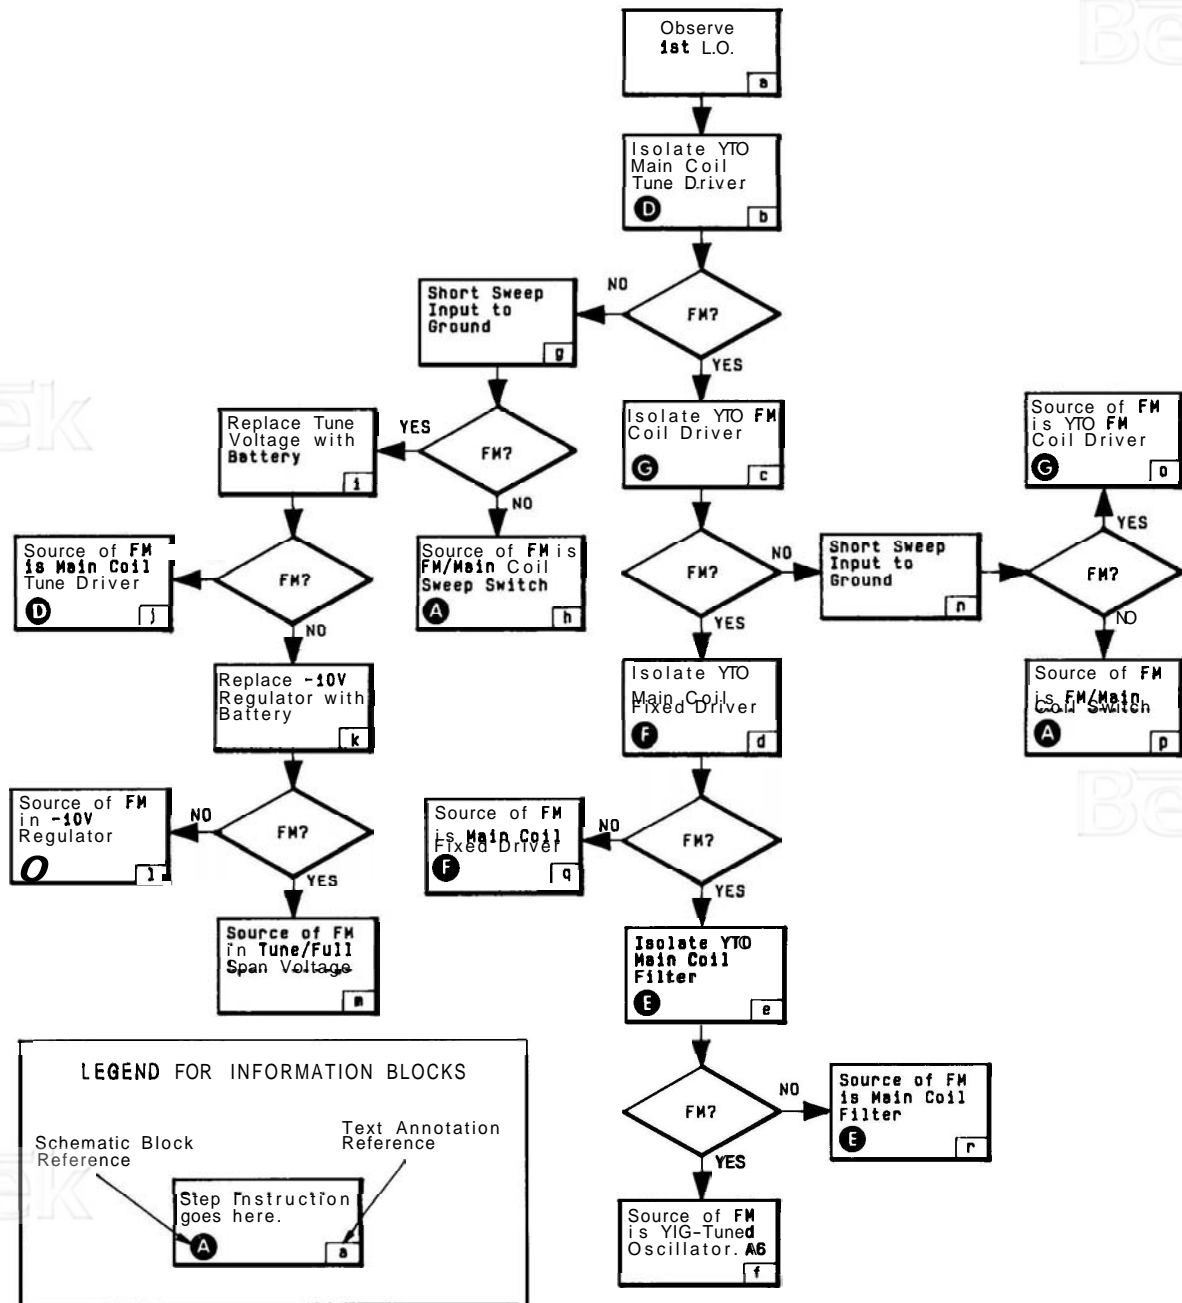 Observe
1st L.O.
a
Isolate YTO
Main Coil
Tune Driver
D
b
NO
FM?
YES
Short Sweep
Input to
Ground
g
Isolate YTO FM
Coil Driver
G
c
Source of FM
is YTO FM
Coil Driver
G
o
Replace Tune
Voltage with
Battery
i
YES
FM?
NO
YES
Source of FM
is Main Coil
Tune Driver
D
j
FM?
NO
Source of FM is
FM/Main Coil
Sweep Switch
A
h
FM?
NO
YES
Short Sweep
Input to
Ground
n
FM?
NO
Replace -10V
Regulator with
Battery
k
Isolate YTO
Main Coil
Fixed Driver
F
d
Source of FM
is FM/Main
Coil Switch
A
p
Source of FM
in -10V
Regulator
O
l
NO
FM?
YES
Source of FM
is Main Coil
Fixed Driver
F
q
NO
FM?
YES
Source of FM
in Tune/Full
Span Voltage
m
Isolate YTO
Main Coil
Filter
E
e
FM?
NO
YES
Source of FM
is Main Coil
Filter
E
r
Source of FM
is YIG-Tuned
Oscillator. A6
f
LEGEND FOR INFORMATION BLOCKS
Schematic Block
Reference
Text Annotation
Reference
Step Instruction
goes here.
A
a
Be
ek
Be
ek